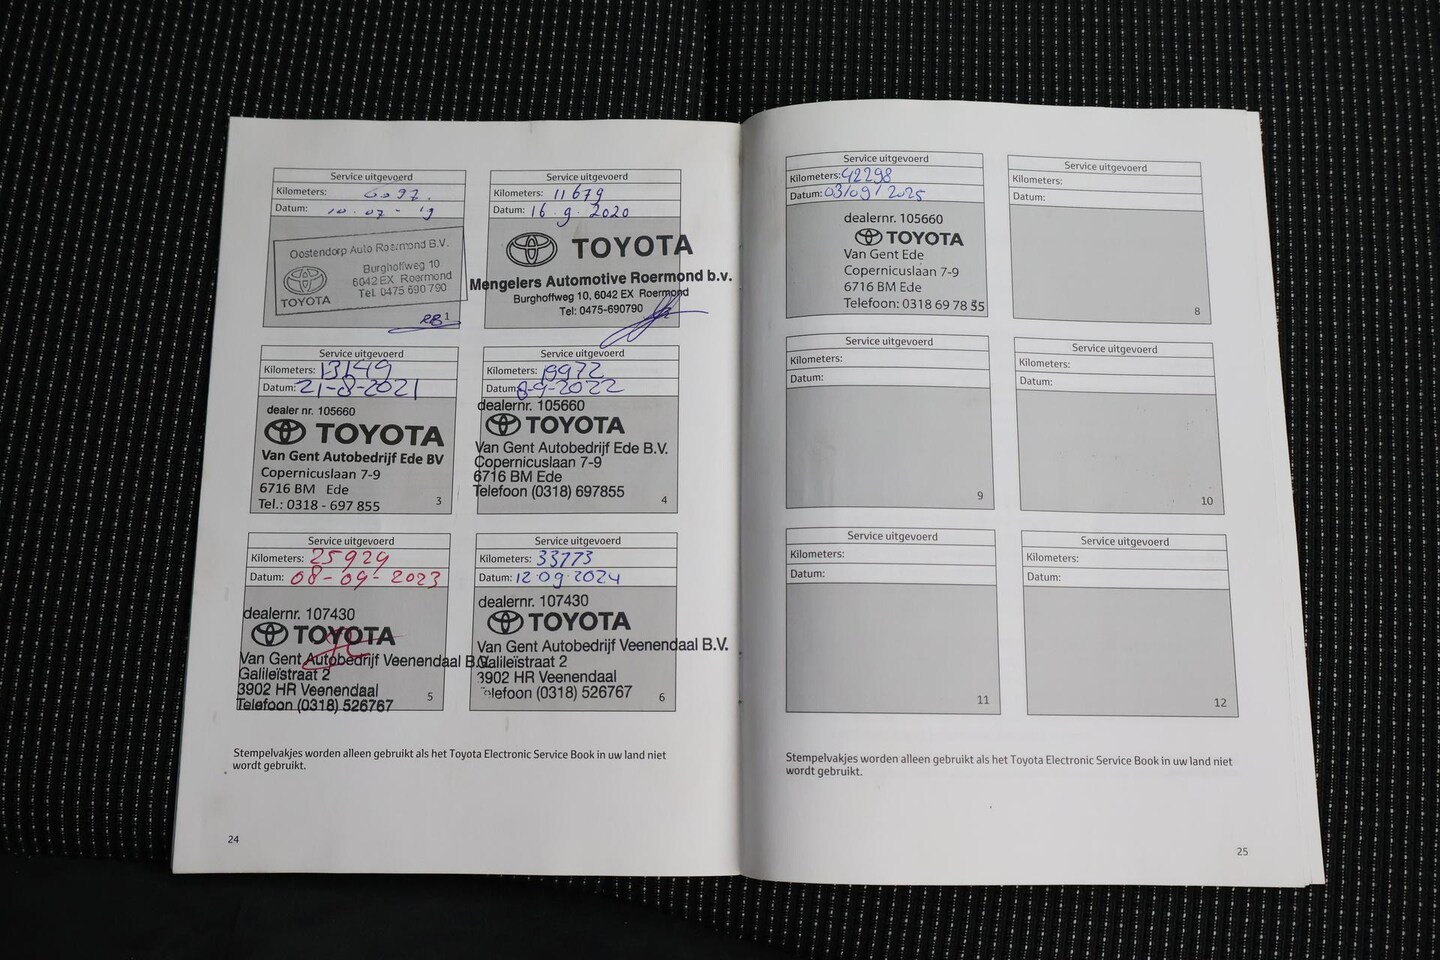 Service uitgevoerd
Kilometers: 6097.
Datum: 10-07-'19
Oostendorp Auto Roermond B.V.
Burghoffweg 10
6042 EX Roermond
Tel. 0475 690 790
TOYOTA
RB 1
Service uitgevoerd
Kilometers: 11679
Datum: 16.9.2020
TOYOTA
Mengelers Automotive Roermond b.v.
Burghoffweg 10, 6042 EX Roermond
Tel: 0475-690790
Service uitgevoerd
Kilometers: 13149
Datum: 21-8-2021
dealer nr. 105660
TOYOTA
Van Gent Autobedrijf Ede BV
Copernicuslaan 7-9
6716 BM Ede
Tel.: 0318 - 697 855
3
Service uitgevoerd
Kilometers: 19972
Datum: 8-9-2022
dealernr. 105660
TOYOTA
Van Gent Autobedrijf Ede B.V.
Copernicuslaan 7-9
6716 BM Ede
Telefoon (0318) 697855
4
Service uitgevoerd
Kilometers: 25929
Datum: 08-09-2023
dealernr. 107430
TOYOTA
Van Gent Autobedrijf Veenendaal B.V.
Galileïstraat 2
3902 HR Veenendaal
Telefoon (0318) 526767
5
Service uitgevoerd
Kilometers: 33773
Datum: 12.09.2024
dealernr. 107430
TOYOTA
Van Gent Autobedrijf Veenendaal B.V.
Galileïstraat 2
3902 HR Veenendaal
Telefoon (0318) 526767
6
Stempelvakjes worden alleen gebruikt als het Toyota Electronic Service Book in uw land niet
wordt gebruikt.
24
Service uitgevoerd
Kilometers: 42298
Datum: 03/09/2025
dealernr. 105660
TOYOTA
Van Gent Ede
Copernicuslaan 7-9
6716 BM Ede
Telefoon: 0318 69 78 55
Service uitgevoerd
Kilometers:
Datum:
8
Service uitgevoerd
Kilometers:
Datum:
9
Service uitgevoerd
Kilometers:
Datum:
10
Service uitgevoerd
Kilometers:
Datum:
11
Service uitgevoerd
Kilometers:
Datum:
12
Stempelvakjes worden alleen gebruikt als het Toyota Electronic Service Book in uw land niet
wordt gebruikt.
25